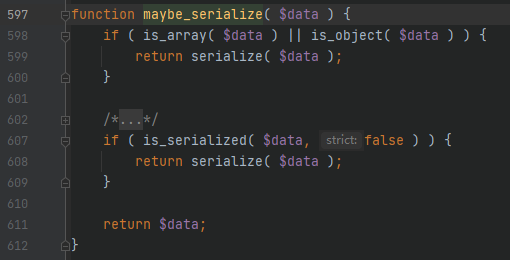 597 function maybe_serialize( $data ) {
598 if ( is_array( $data ) || is_object( $data ) ) {
599 return serialize( $data );
600 }
601
602 /*...*/
607 if ( is_serialized( $data, strict: false ) ) {
608 return serialize( $data );
609 }
610
611 return $data;
612 }